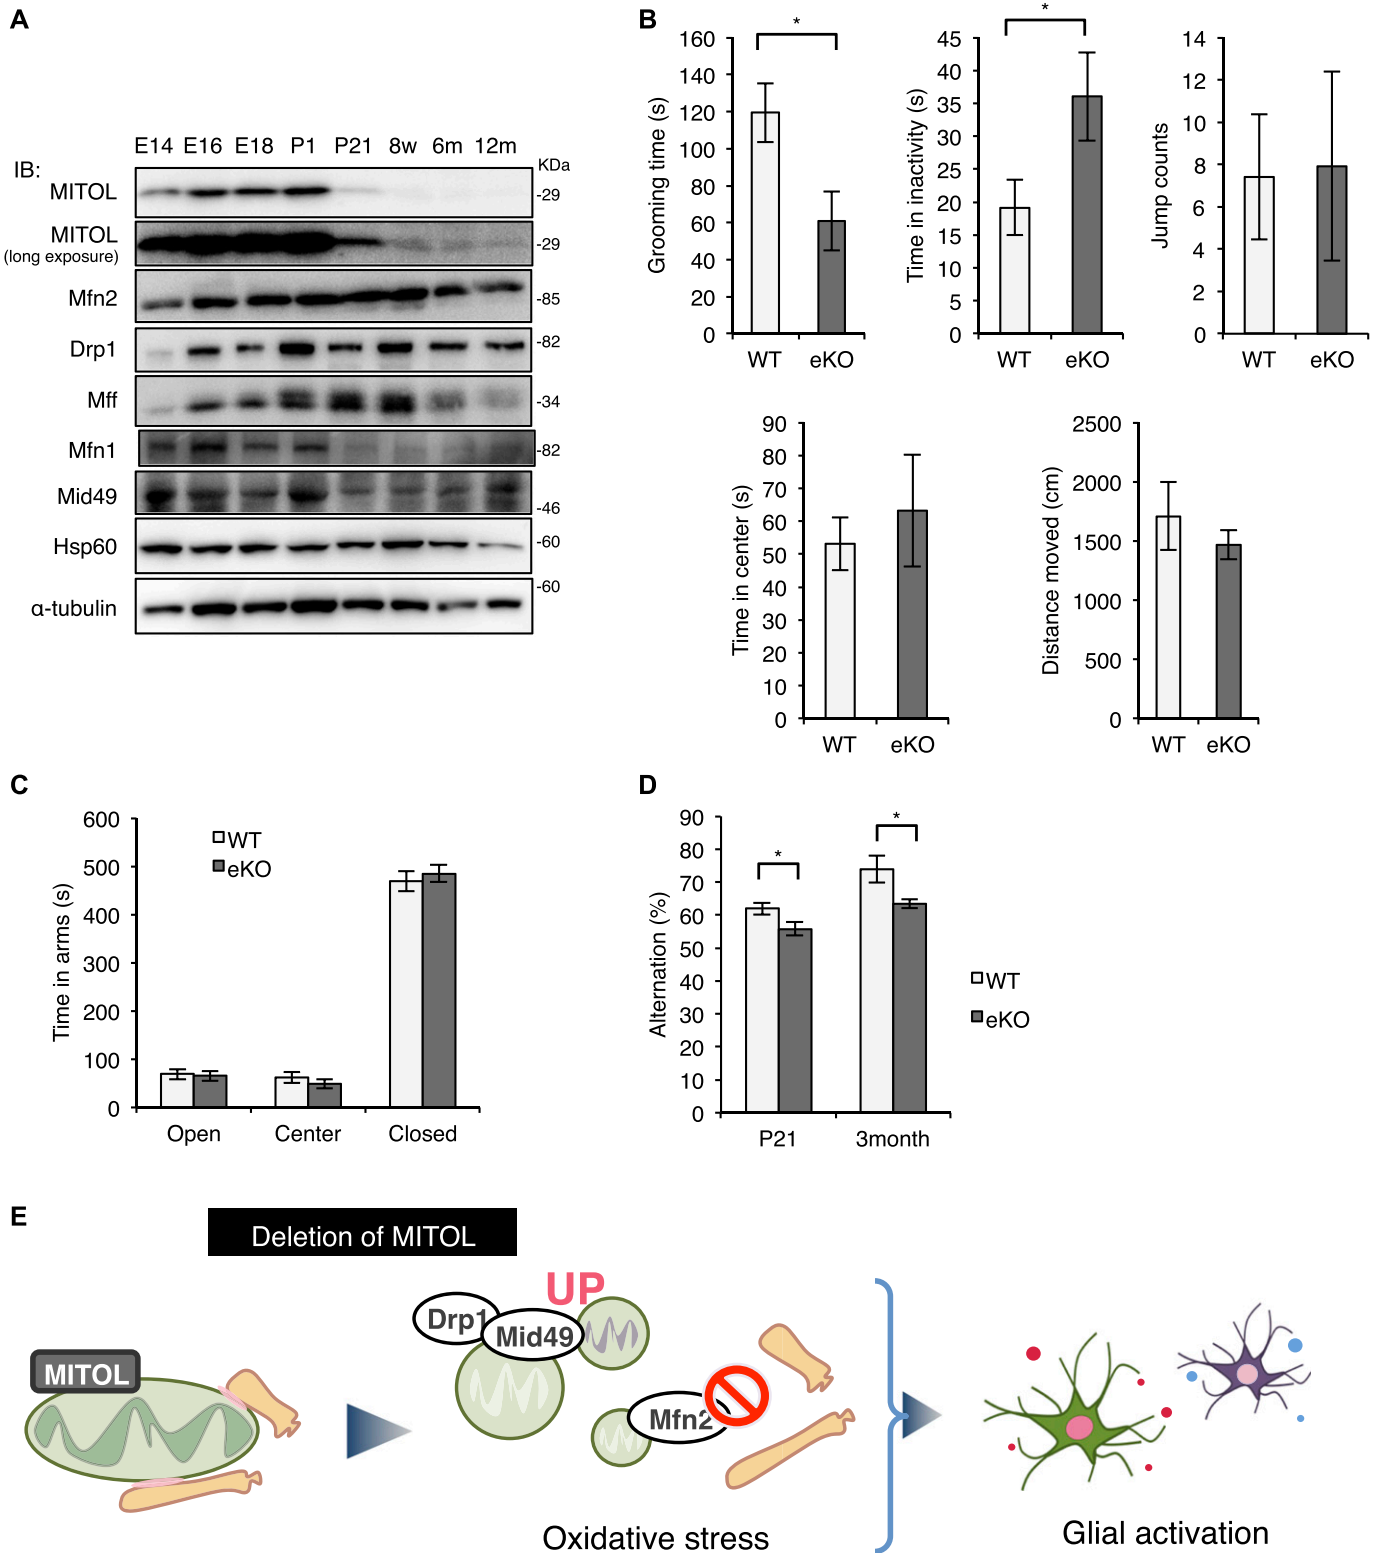 A
E14 E16 E18 P1 P21 8w 6m 12m
IB:
KDa
MITOL
-29
MITOL
(long exposure)
-29
Mfn2
-85
Drp1
-82
Mff
-34
Mfn1
-82
Mid49
-46
Hsp60
-60
-60
α-tubulin
B
*
160
140
120
100
80
60
40
20
0
Grooming time (s)
WT eKO
*
45
40
35
30
25
20
15
10
5
0
Time in inactivity (s)
WT eKO
14
12
10
8
6
4
2
0
Jump counts
WT eKO
90
80
70
60
50
40
30
20
10
0
Time in center (s)
WT eKO
2500
2000
1500
1000
500
0
Distance moved (cm)
WT eKO
C
600
500
400
300
200
100
0
Time in arms (s)
WT
eKO
Open Center Closed
D
90
80
70
60
50
40
30
20
10
0
Alternation (%)
*
*
P21 3month
WT
eKO
E
Deletion of MITOL
MITOL
UP
Drp1
Mid49
Mfn2
Oxidative stress
Glial activation